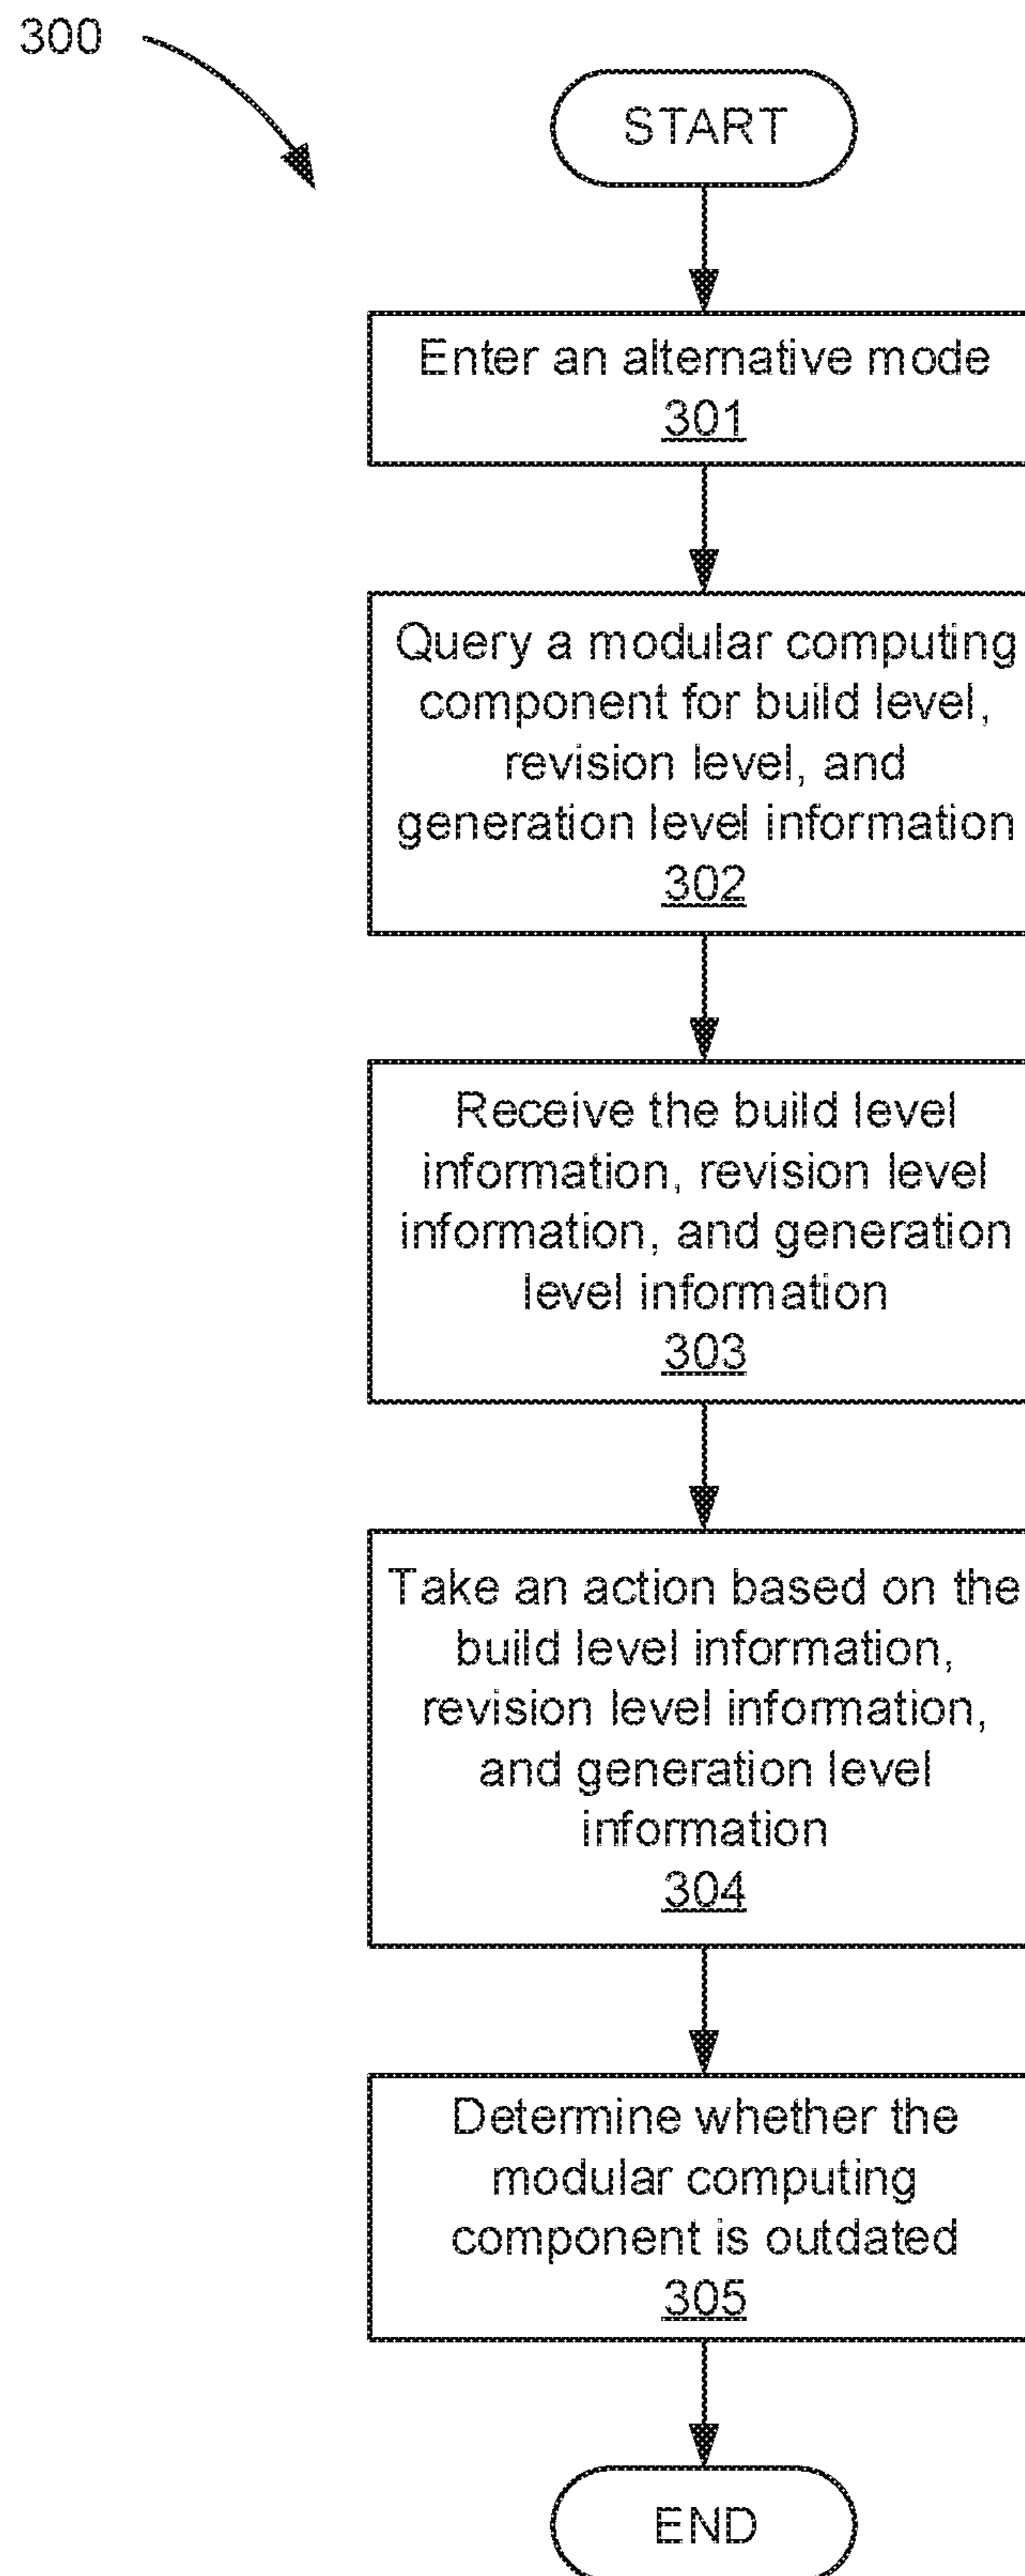 300
START
Enter an alternative mode
301
Query a modular computing
component for build level,
revision level, and
generation level information
302
Receive the build level
information, revision level
information, and generation
level information
303
Take an action based on the
build level information,
revision level information,
and generation level
information
304
Determine whether the
modular computing
component is outdated
305
END